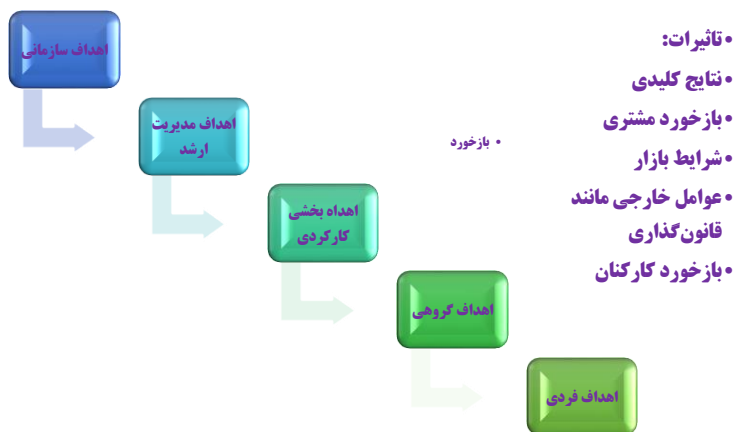 •تاثیرات:
•نتایج کلیدی
•بازخورد مشتری
•شرایط بازار
•عوامل خارجی مانند
قانون‌گذاری
•بازخورد کارکنان
• بازخورد
اهداف سازمانی
اهداف مدیریت
ارشد
اهداه بخشی
کارکردی
اهداف گروهی
اهداف فردی